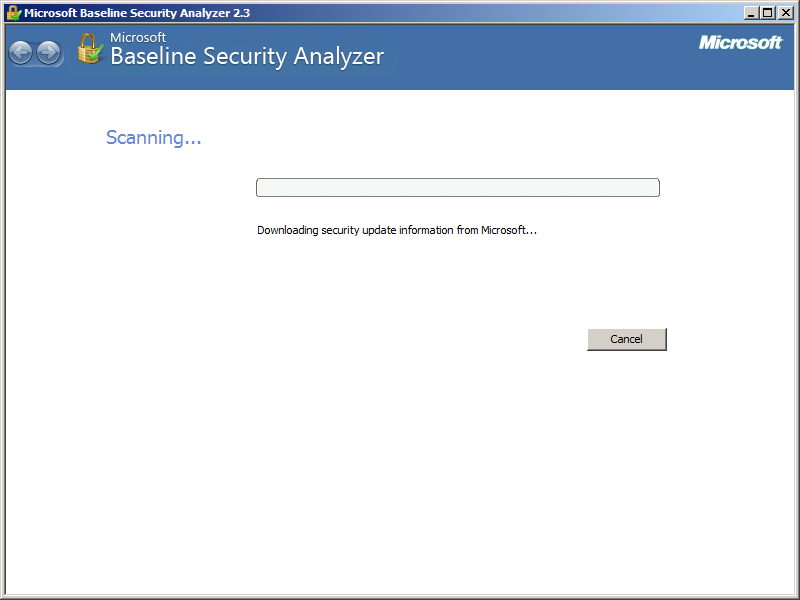 Microsoft Baseline Security Analyzer 2.3
Microsoft
Baseline Security Analyzer
Microsoft
Scanning...
Downloading security update information from Microsoft...
Cancel